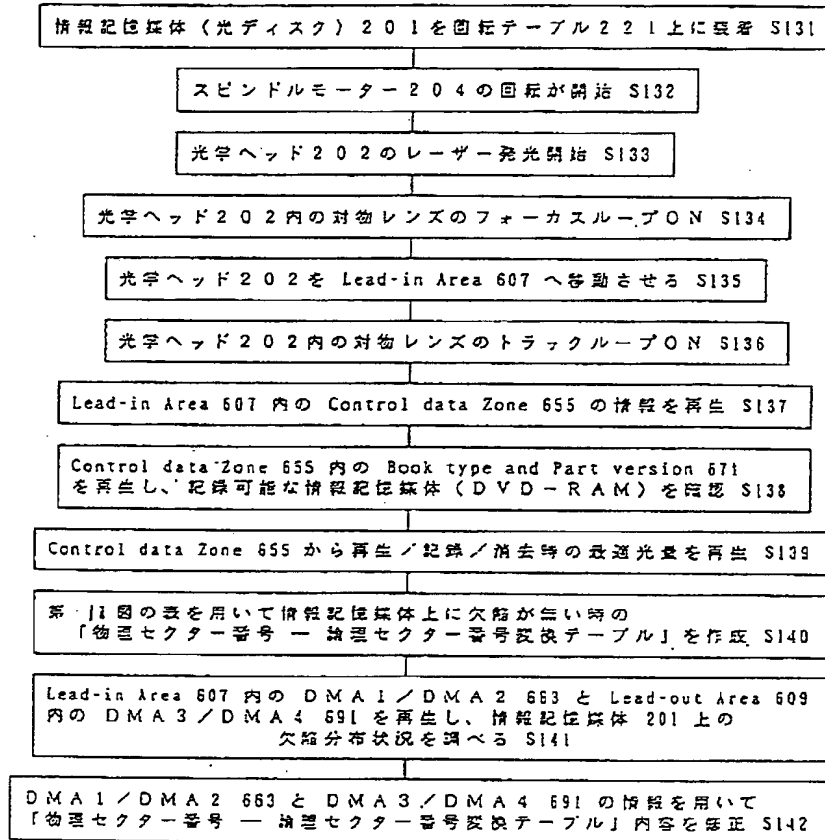 情報記憶媒体（光ディスク）２０１を回転テーブル２２１上に装着 S131
スピンドルモーター２０４の回転が開始 S132
光学ヘッド２０２のレーザー発光開始 S133
光学ヘッド２０２内の対物レンズのフォーカスループＯＮ S134
光学ヘッド２０２を Lead-in Area 607 へ移動させる S135
光学ヘッド２０２内の対物レンズのトラックループＯＮ S136
Lead-in Area 607 内の Control data Zone 655 の情報を再生 S137
Control data Zone 655 内の Book type and Part version 671
を再生し、記録可能な情報記憶媒体（ＤＶＤ－ＲＡＭ）を確認 S138
Control data Zone 655 から再生／記録／消去時の最適光量を再生 S139
第 11 図の表を用いて情報記憶媒体上に欠陥が無い時の
「物理セクター番号 ― 論理セクター番号変換テーブル」を作成 S140
Lead-in Area 607 内の ＤＭＡ１／ＤＭＡ２ 663 と Lead-out Area 609
内の ＤＭＡ３／ＤＭＡ４ 691 を再生し、情報記憶媒体 201 上の
欠陥分布状況を調べる S141
ＤＭＡ１／ＤＭＡ２ 663 と ＤＭＡ３／ＤＭＡ４ 691 の情報を用いて
「物理セクター番号 ― 論理セクター番号変換テーブル」内容を修正 S142